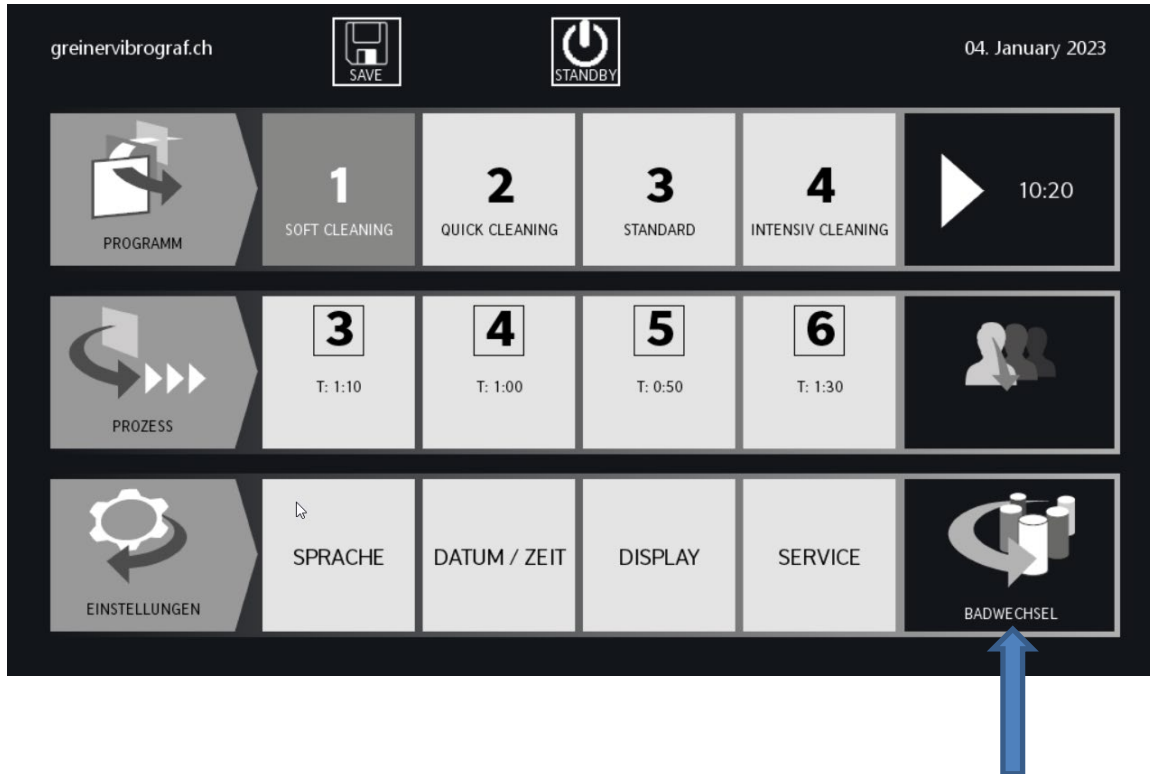 greinervibrograf.ch
SAVE
STANDBY
04. January 2023
PROGRAMM
1
SOFT CLEANING
2
QUICK CLEANING
3
STANDARD
4
INTENSIV CLEANING
10:20
PROZESS
3
T: 1:10
4
T: 1:00
5
T: 0:50
6
T: 1:30
EINSTELLUNGEN
SPRACHE
DATUM / ZEIT
DISPLAY
SERVICE
BADWECHSEL